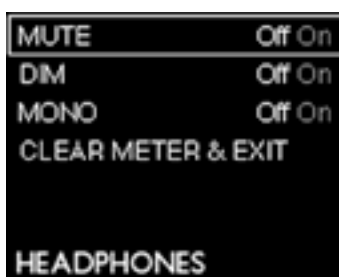 MUTE Off On
DIM Off On
MONO Off On
CLEAR METER & EXIT
HEADPHONES